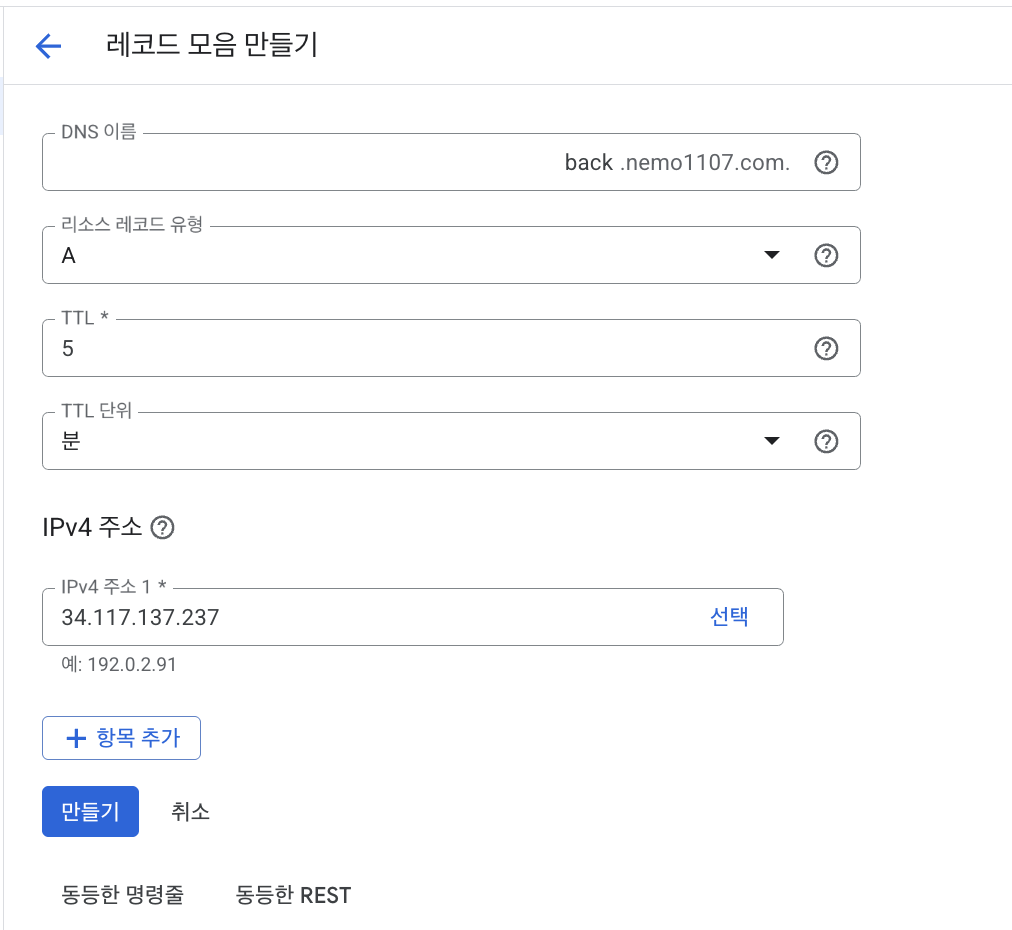 레코드 모음 만들기
DNS 이름
back .nemo1107.com.
리소스 레코드 유형
A
TTL *
5
TTL 단위
분
IPv4 주소
IPv4 주소 1 *
34.117.137.237 선택
예: 192.0.2.91
+ 항목 추가
만들기 취소
동등한 명령줄 동등한 REST